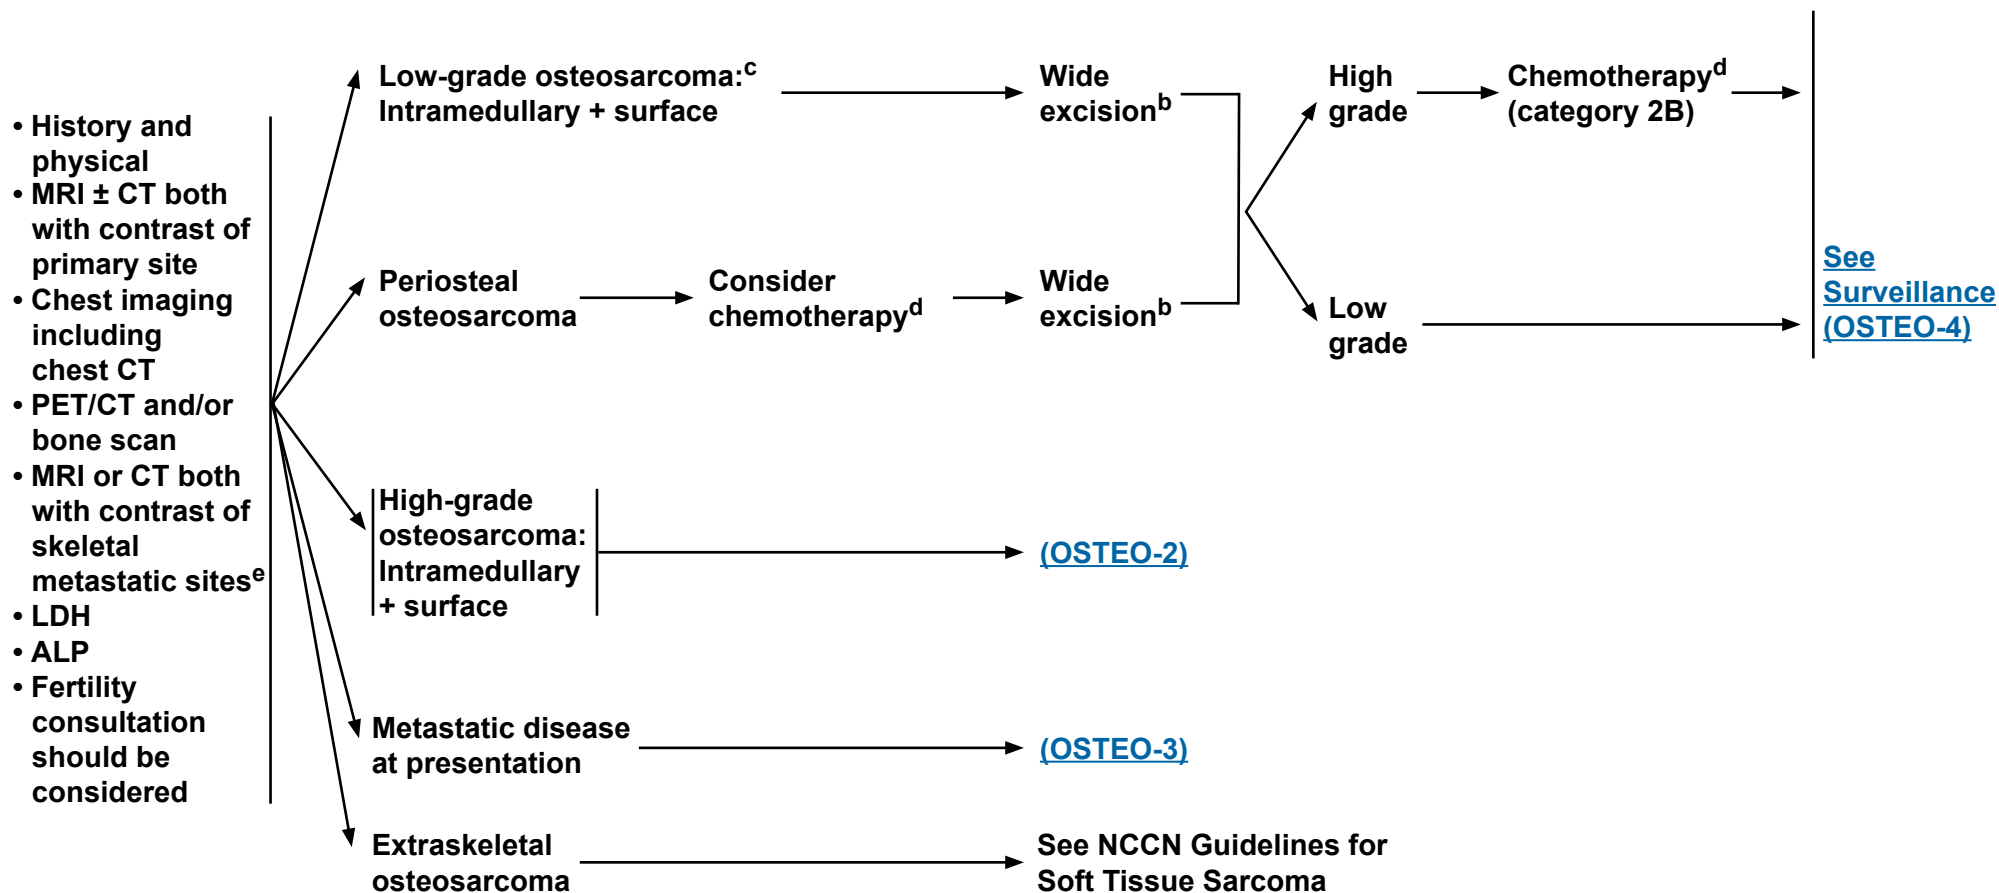 • History and
physical
• MRI ± CT both
with contrast of
primary site
• Chest imaging
including
chest CT
• PET/CT and/or
bone scan
• MRI or CT both
with contrast of
skeletal
metastatic sitesᵉ
• LDH
• ALP
• Fertility
consultation
should be
considered
Low-grade osteosarcoma:ᶜ
Intramedullary + surface
Wide
excisionᵇ
Periosteal
osteosarcoma
Consider
chemotherapyᵈ
Wide
excisionᵇ
High
grade
Chemotherapyᵈ
(category 2B)
Low
grade
See
Surveillance
(OSTEO-4)
High-grade
osteosarcoma:
Intramedullary
+ surface
(OSTEO-2)
Metastatic disease
at presentation
(OSTEO-3)
Extraskeletal
osteosarcoma
See NCCN Guidelines for
Soft Tissue Sarcoma